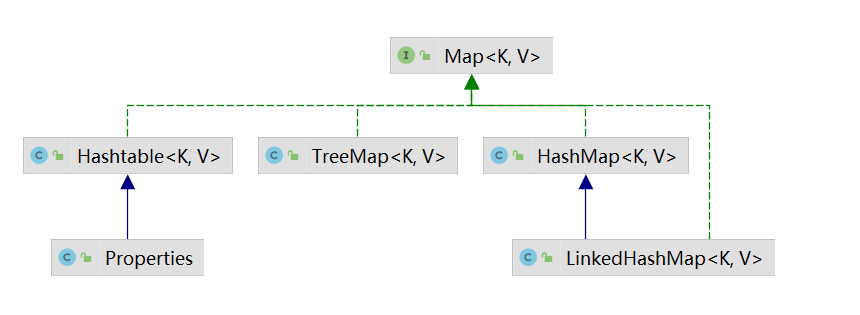 I Map<K, V>
C Hashtable<K, V>
C TreeMap<K, V>
C HashMap<K, V>
C Properties
C LinkedHashMap<K, V>